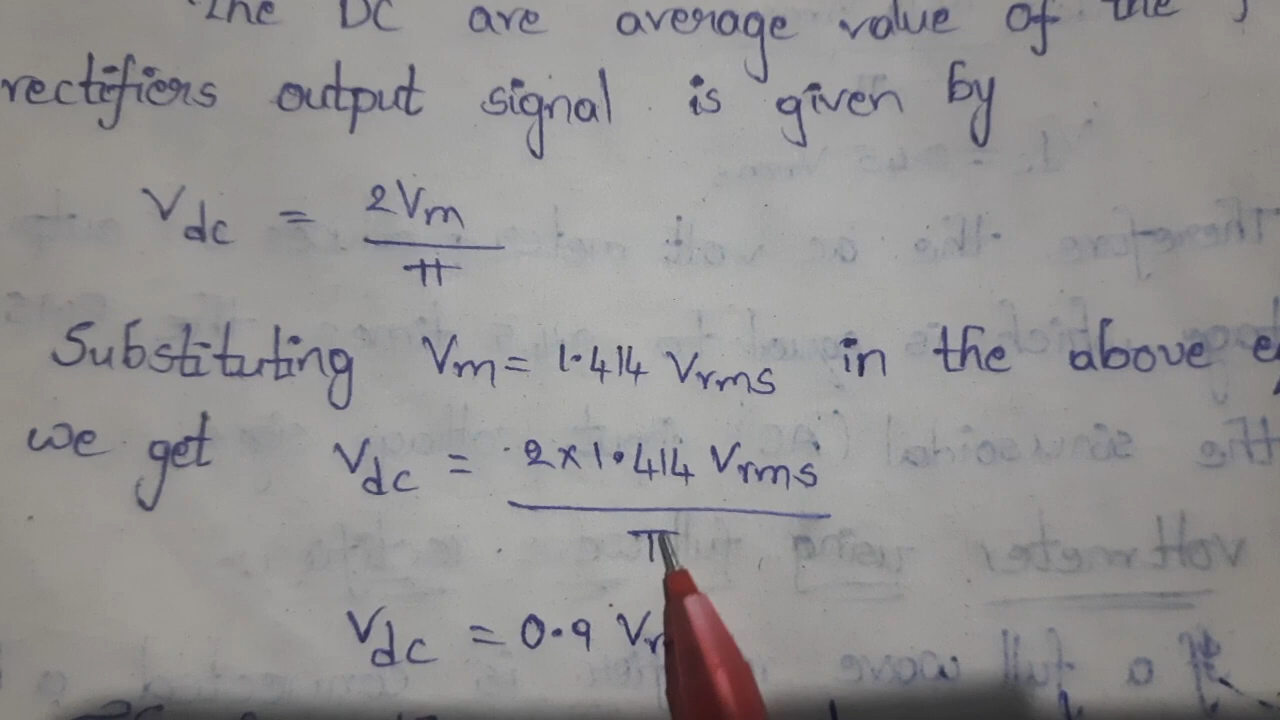 The DC are average value of the
rectifiers output signal is given by
Vdc = 2Vm / π
Substituting Vm = 1.414 Vrms in the above
we get Vdc = 2×1.414 Vrms / π
Vdc = 0.9